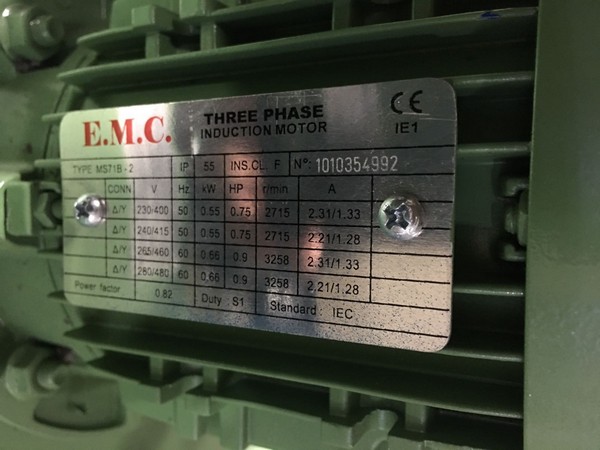 E.M.C.
THREE PHASE
INDUCTION MOTOR
CE
IE1
TYPE MS71B-2 IP 55 INS.CL. F Nº: 1010354992
CONN V Hz kW HP r/min A
Δ/Y 230/400 50 0.55 0.75 2715 2.31/1.33
Δ/Y 240/415 50 0.55 0.75 2715 2.21/1.28
Δ/Y 265/460 60 0.66 0.9 3258 2.31/1.33
Δ/Y 280/480 60 0.66 0.9 3258 2.21/1.28
Power factor 0.82 Duty S1 Standard: IEC